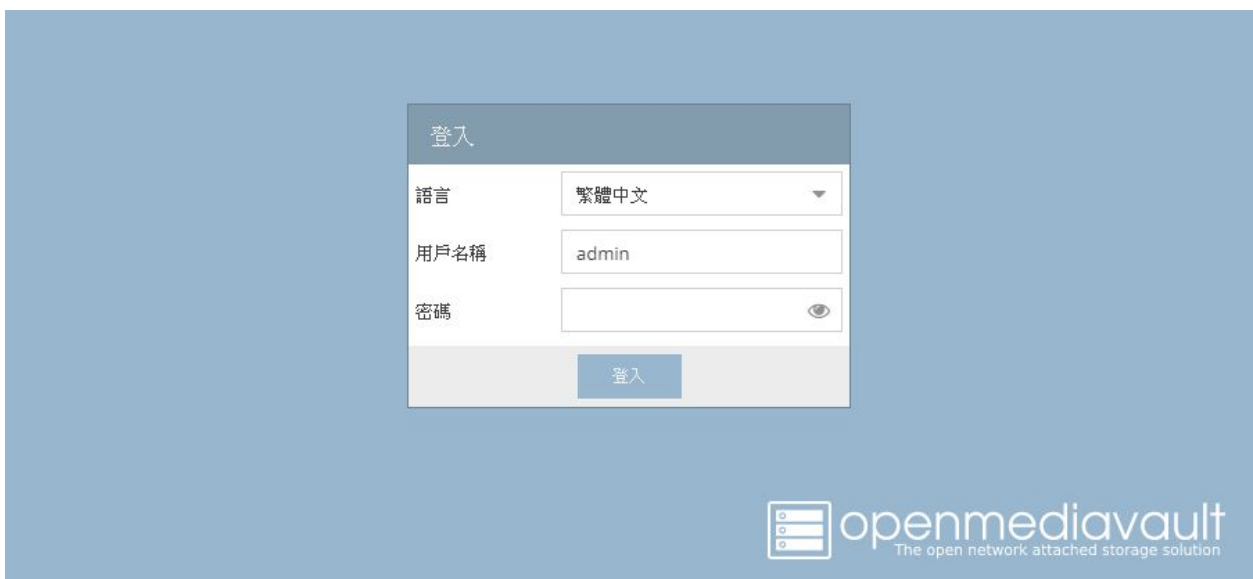 登入
語言 繁體中文
用戶名稱 admin
密碼
登入
openmediavault
The open network attached storage solution